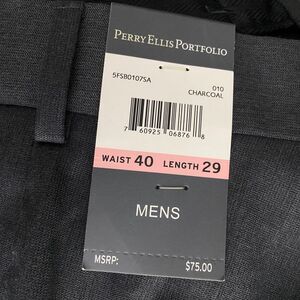 PERRY ELLIS PORTFOLIO
5FSB0107SA 010
CHARCOAL
7 60925 06876 8
WAIST 40 LENGTH 29
MENS
MSRP: $75.00